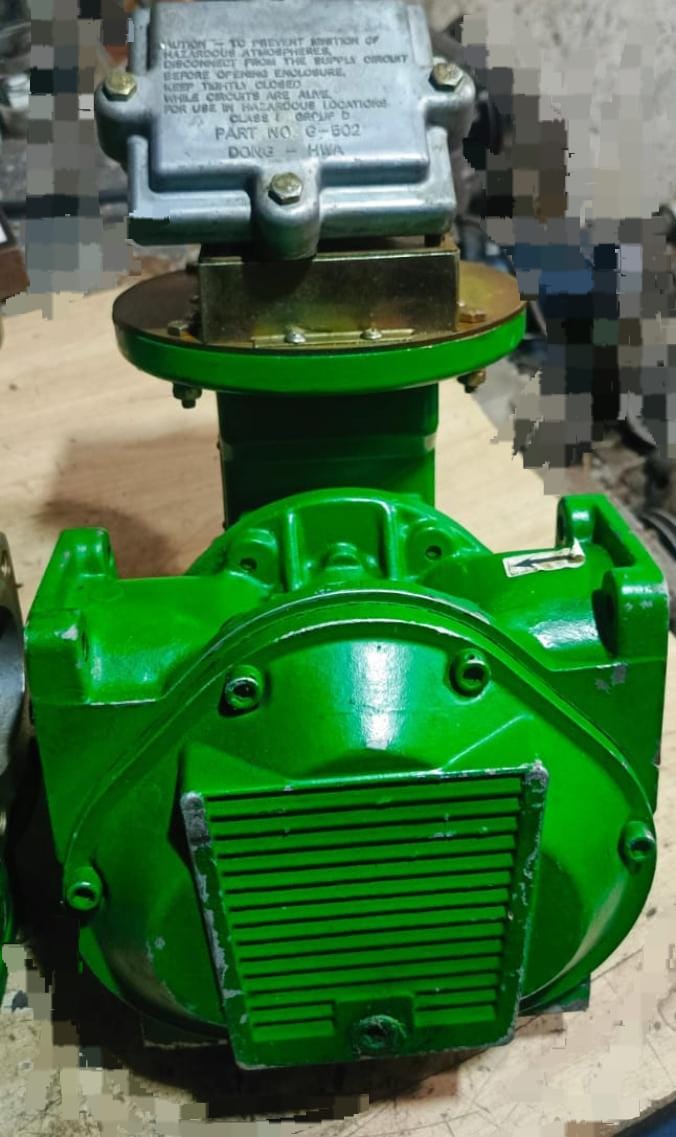 CAUTION - TO PREVENT IGNITION OF
HAZARDOUS ATMOSPHERES,
DISCONNECT FROM THE SUPPLY CIRCUIT
BEFORE OPENING ENCLOSURE.
KEEP TIGHTLY CLOSED
WHILE CIRCUITS ARE ALIVE.
FOR USE IN HAZARDOUS LOCATIONS
CLASS I GROUP D
PART NO. G-502
DONG - HWA